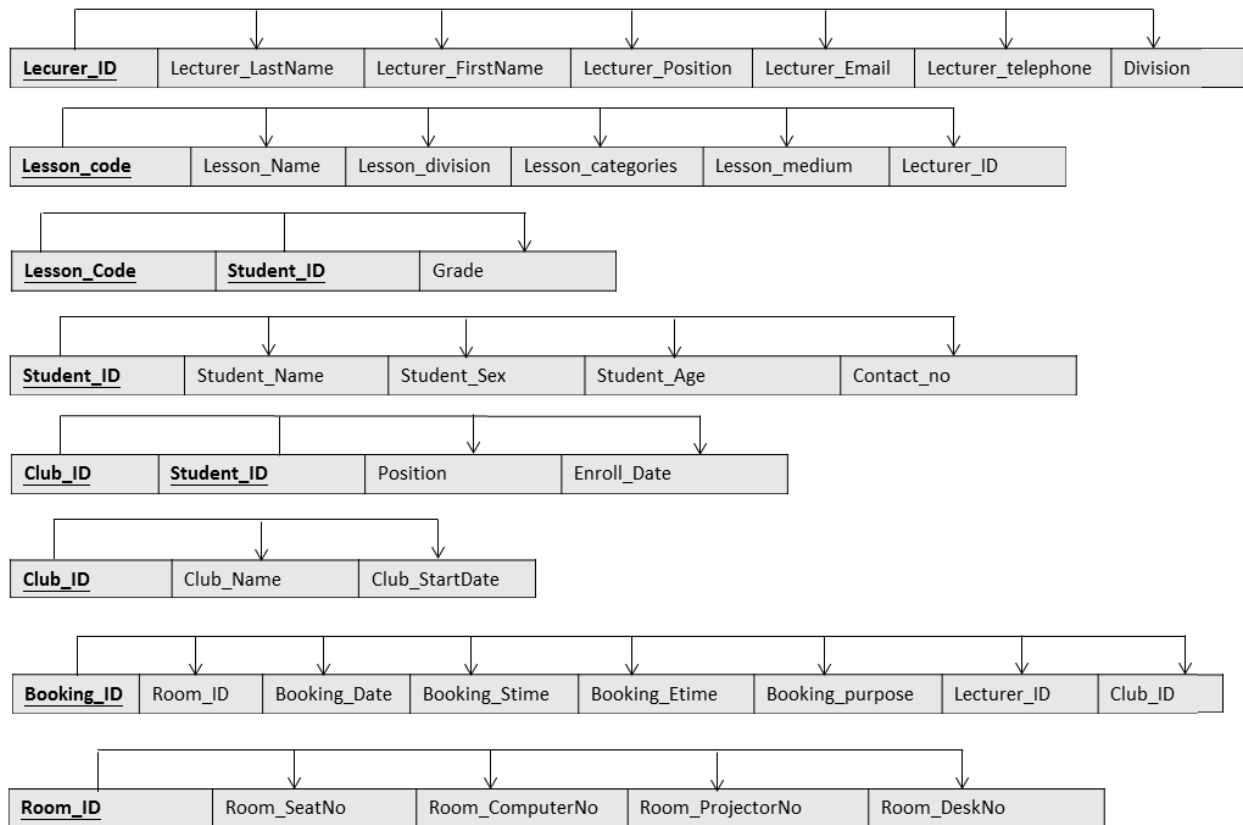 Lecurer_ID Lecturer_LastName Lecturer_FirstName Lecturer_Position Lecturer_Email Lecturer_telephone Division
Lesson_code Lesson_Name Lesson_division Lesson_categories Lesson_medium Lecturer_ID
Lesson_Code Student_ID Grade
Student_ID Student_Name Student_Sex Student_Age Contact_no
Club_ID Student_ID Position Enroll_Date
Club_ID Club_Name Club_StartDate
Booking_ID Room_ID Booking_Date Booking_Stime Booking_Etime Booking_purpose Lecturer_ID Club_ID
Room_ID Room_SeatNo Room_ComputerNo Room_ProjectorNo Room_DeskNo